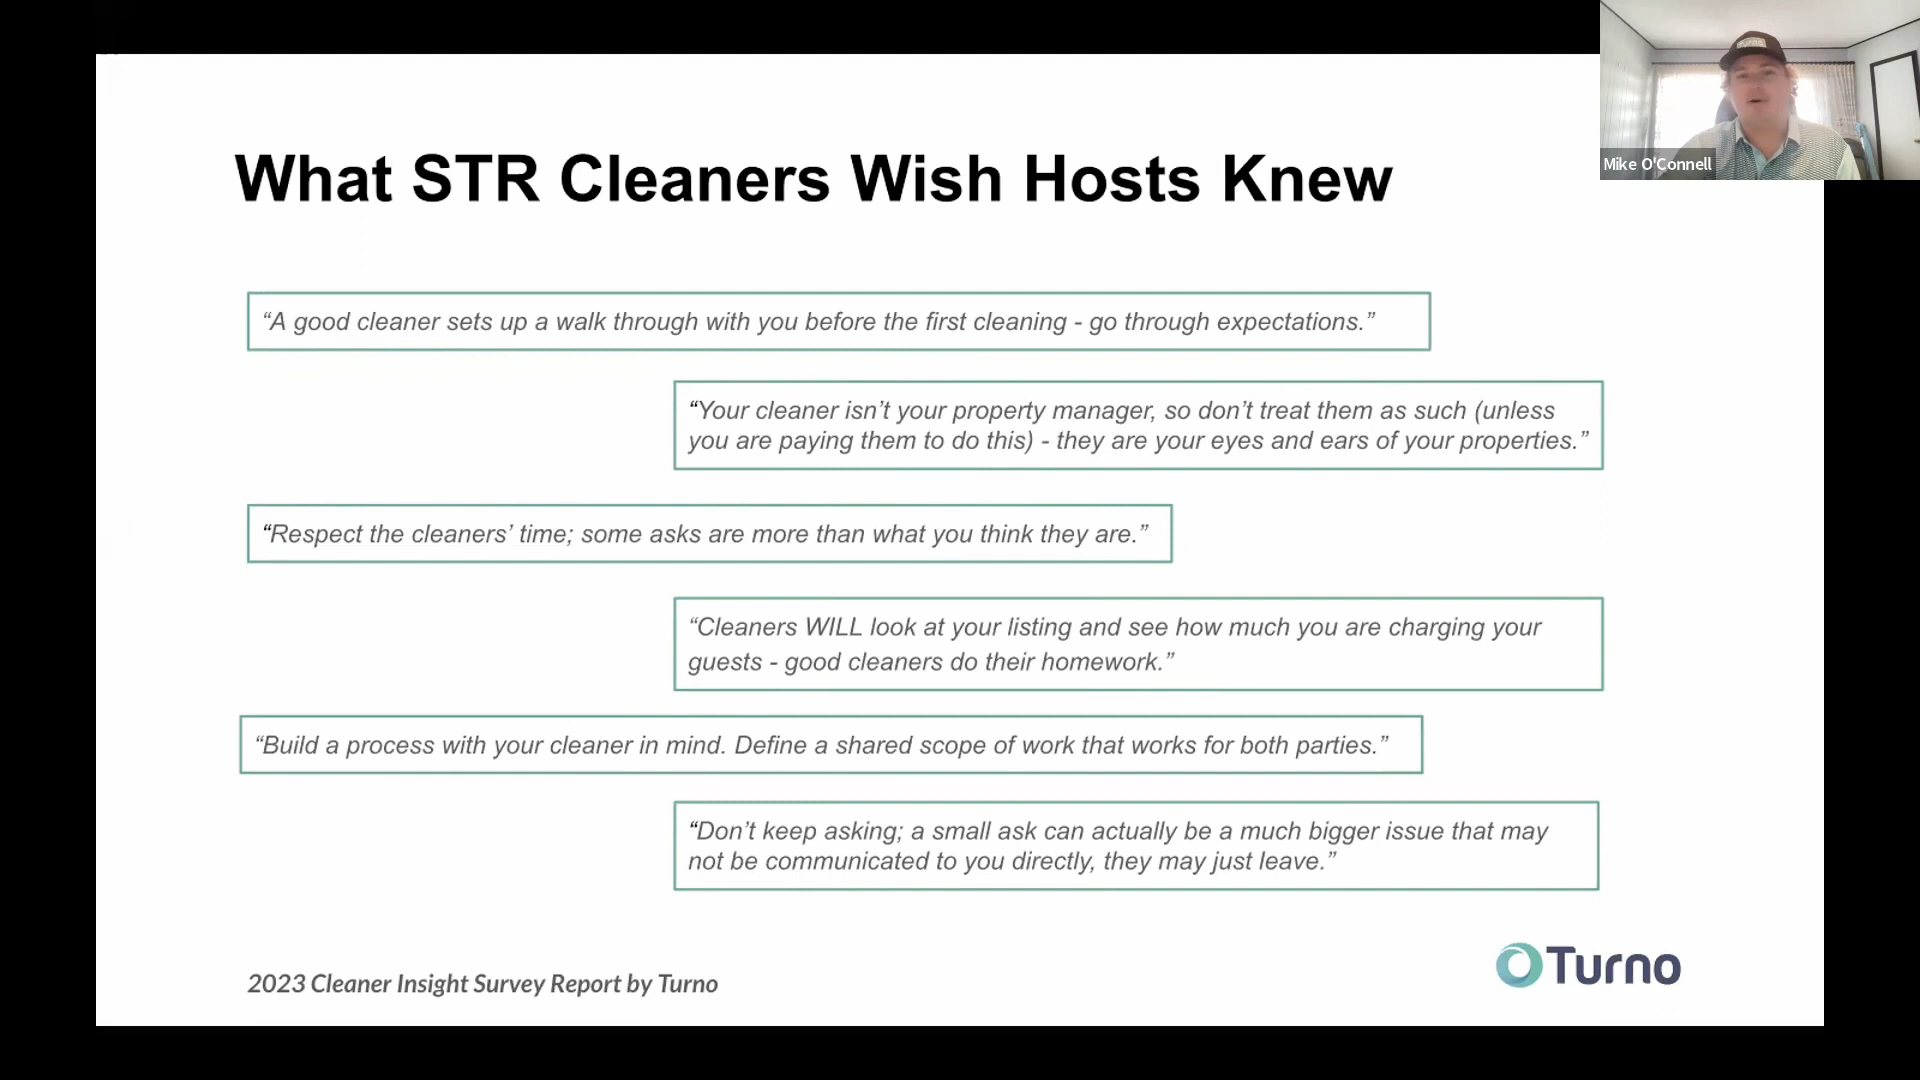 Mike O'Connell
What STR Cleaners Wish Hosts Knew
“A good cleaner sets up a walk through with you before the first cleaning - go through expectations.”
“Your cleaner isn’t your property manager, so don’t treat them as such (unless
you are paying them to do this) - they are your eyes and ears of your properties.”
“Respect the cleaners’ time; some asks are more than what you think they are.”
“Cleaners WILL look at your listing and see how much you are charging your
guests - good cleaners do their homework.”
“Build a process with your cleaner in mind. Define a shared scope of work that works for both parties.”
“Don’t keep asking; a small ask can actually be a much bigger issue that may
not be communicated to you directly, they may just leave.”
2023 Cleaner Insight Survey Report by Turno
Turno